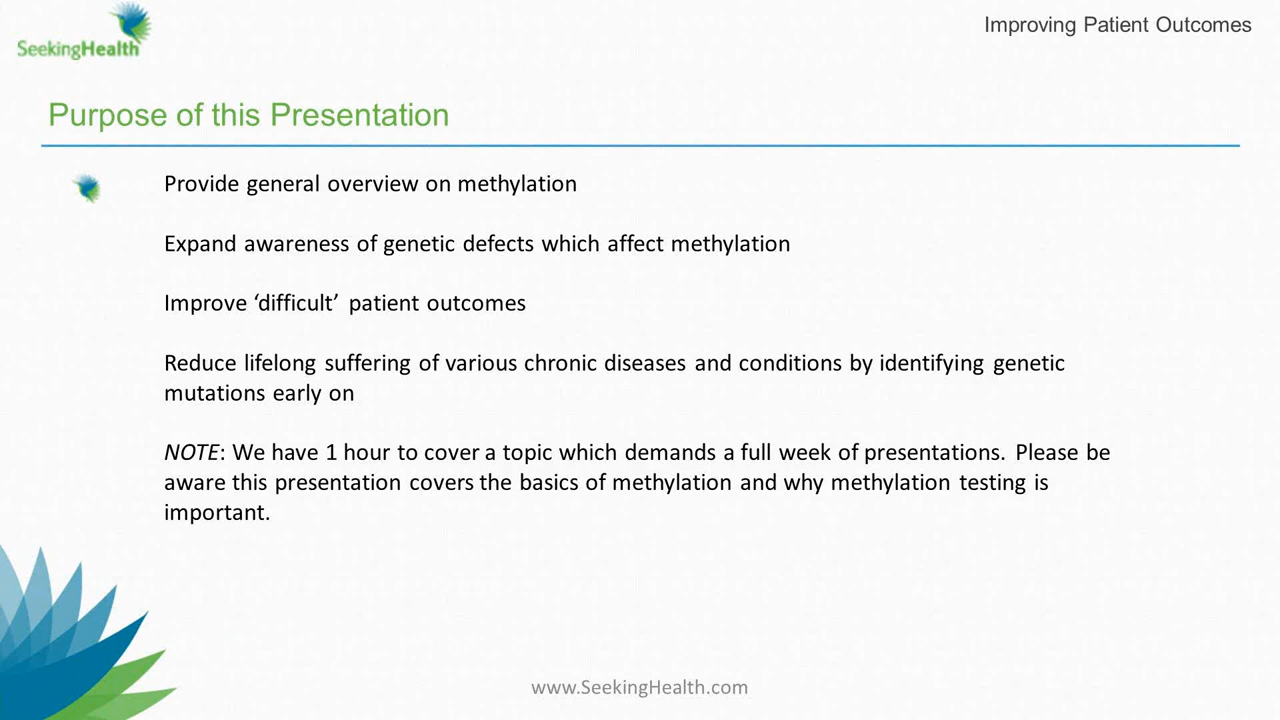 SeekingHealth
Improving Patient Outcomes
Purpose of this Presentation
Provide general overview on methylation
Expand awareness of genetic defects which affect methylation
Improve ‘difficult’ patient outcomes
Reduce lifelong suffering of various chronic diseases and conditions by identifying genetic
mutations early on
NOTE: We have 1 hour to cover a topic which demands a full week of presentations. Please be
aware this presentation covers the basics of methylation and why methylation testing is
important.
www.SeekingHealth.com